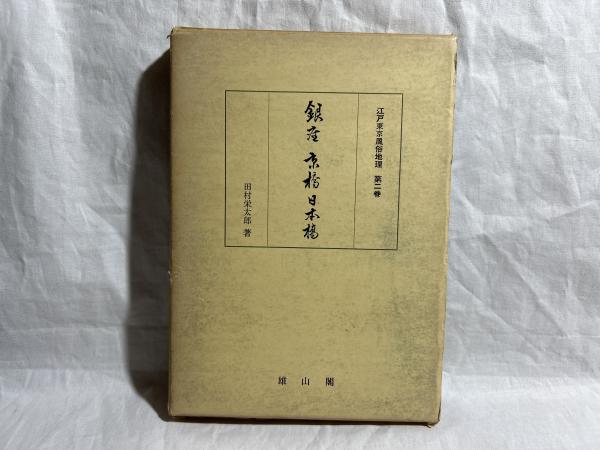 江戸東京風俗地理 第二巻
銀座 京橋 日本橋
田村栄太郎 著
雄山閣